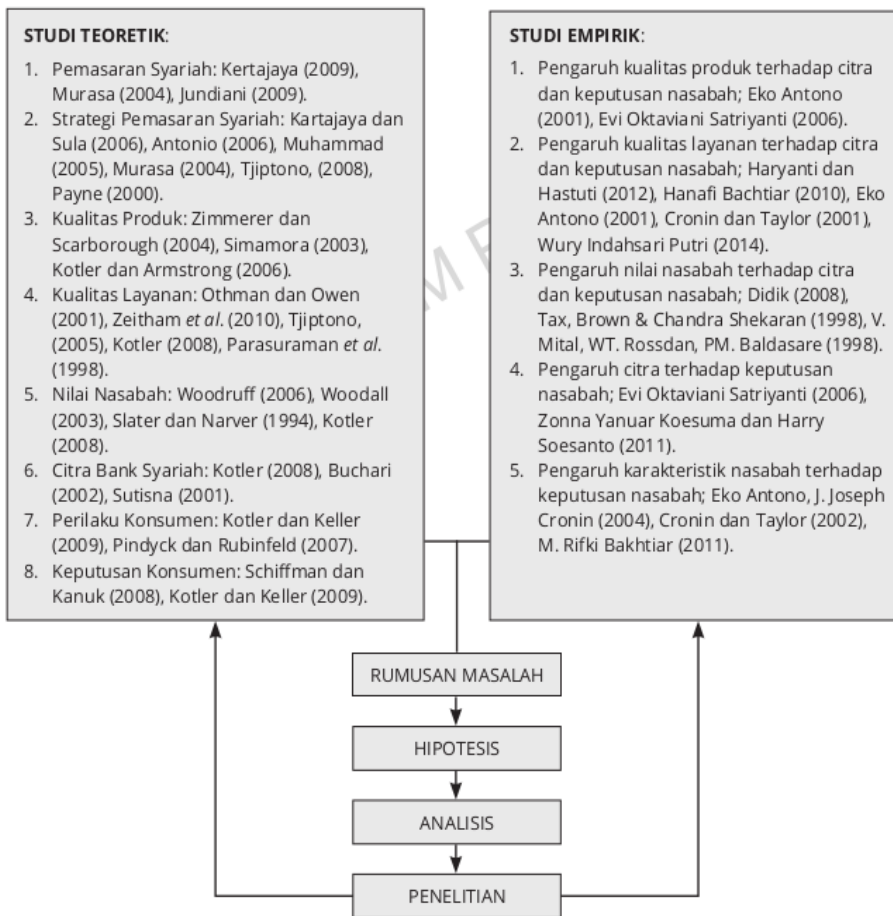 STUDI TEORETIK:
1. Pemasaran Syariah: Kertajaya (2009),
Murasa (2004), Jundiani (2009).
2. Strategi Pemasaran Syariah: Kartajaya dan
Sula (2006), Antonio (2006), Muhammad
(2005), Murasa (2004), Tjiptono, (2008),
Payne (2000).
3. Kualitas Produk: Zimmerer dan
Scarborough (2004), Simamora (2003),
Kotler dan Armstrong (2006).
4. Kualitas Layanan: Othman dan Owen
(2001), Zeitham et al. (2010), Tjiptono,
(2005), Kotler (2008), Parasuraman et al.
(1998).
5. Nilai Nasabah: Woodruff (2006), Woodall
(2003), Slater dan Narver (1994), Kotler
(2008).
6. Citra Bank Syariah: Kotler (2008), Buchari
(2002), Sutisna (2001).
7. Perilaku Konsumen: Kotler dan Keller
(2009), Pindyck dan Rubinfeld (2007).
8. Keputusan Konsumen: Schiffman dan
Kanuk (2008), Kotler dan Keller (2009).
STUDI EMPIRIK:
1. Pengaruh kualitas produk terhadap citra
dan keputusan nasabah; Eko Antono
(2001), Evi Oktaviani Satriyanti (2006).
2. Pengaruh kualitas layanan terhadap citra
dan keputusan nasabah; Haryanti dan
Hastuti (2012), Hanafi Bachtiar (2010), Eko
Antono (2001), Cronin dan Taylor (2001),
Wury Indahsari Putri (2014).
3. Pengaruh nilai nasabah terhadap citra
dan keputusan nasabah; Didik (2008),
Tax, Brown & Chandra Shekaran (1998), V.
Mital, WT. Rossdan, PM. Baldasare (1998).
4. Pengaruh citra terhadap keputusan
nasabah; Evi Oktaviani Satriyanti (2006),
Zonna Yanuar Koesuma dan Harry
Soesanto (2011).
5. Pengaruh karakteristik nasabah terhadap
keputusan nasabah; Eko Antono, J. Joseph
Cronin (2004), Cronin dan Taylor (2002),
M. Rifki Bakhtiar (2011).
RUMUSAN MASALAH
HIPOTESIS
ANALISIS
PENELITIAN